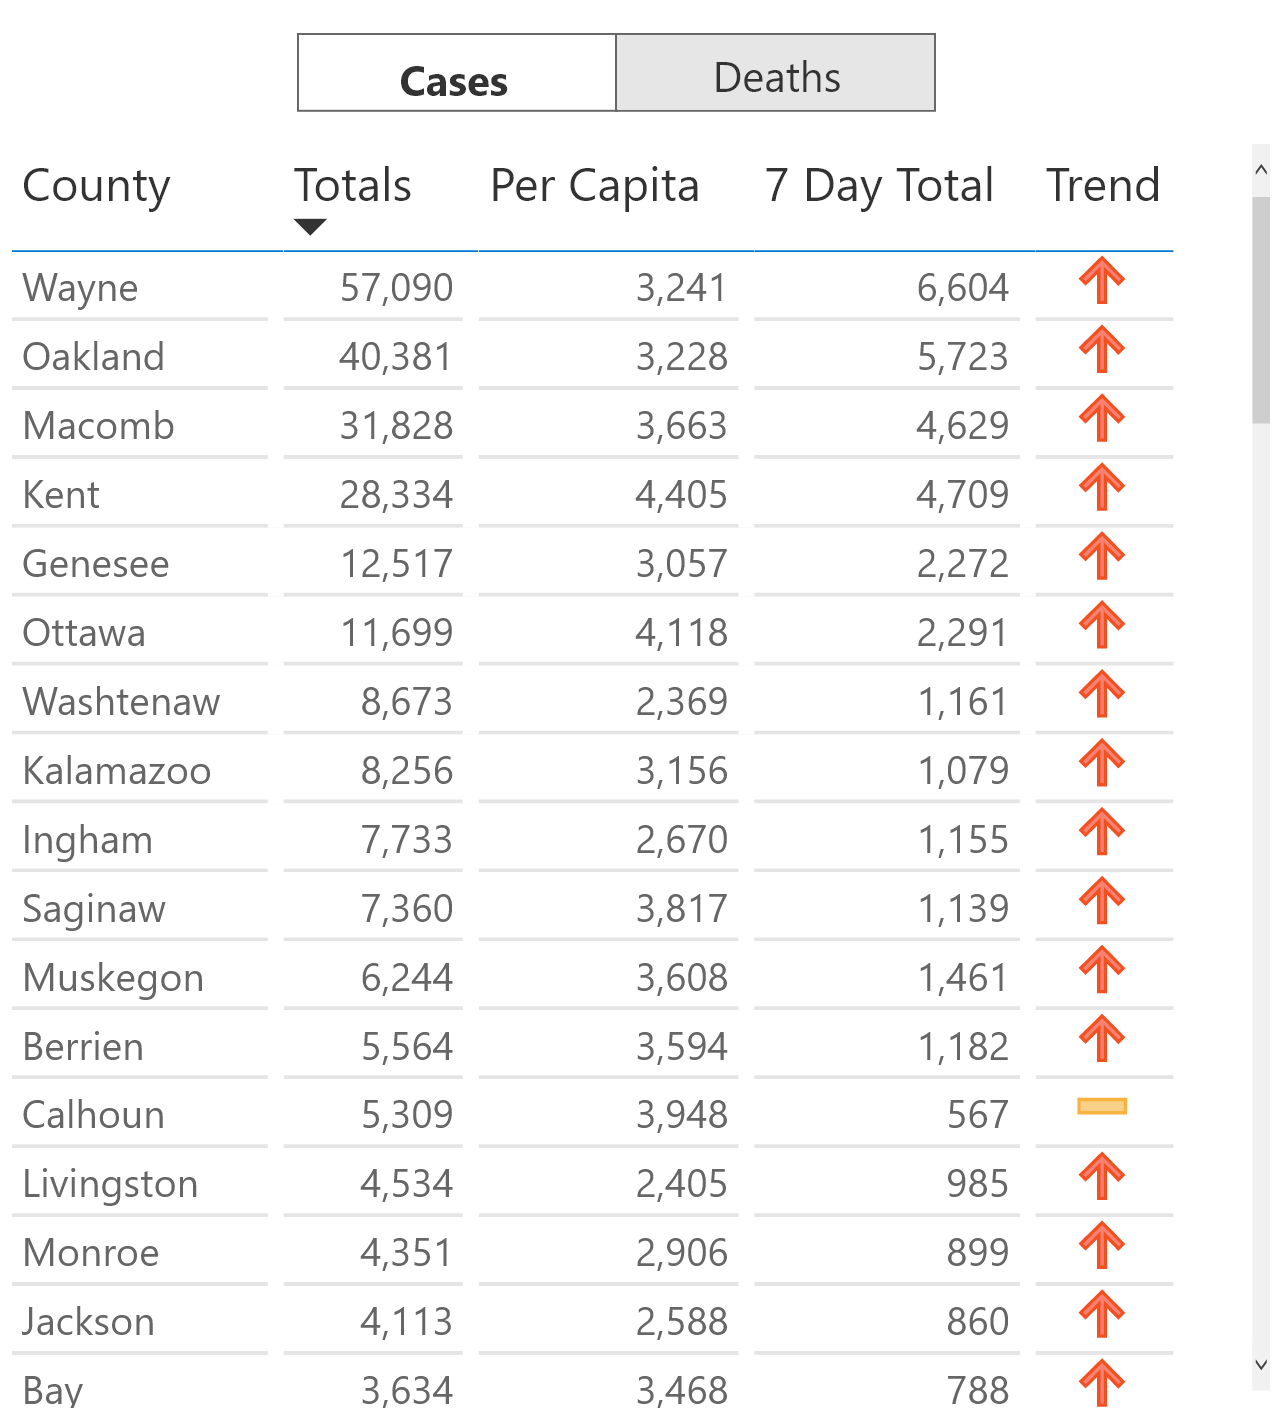 Cases Deaths
County Totals Per Capita 7 Day Total Trend
Wayne 57,090 3,241 6,604
Oakland 40,381 3,228 5,723
Macomb 31,828 3,663 4,629
Kent 28,334 4,405 4,709
Genesee 12,517 3,057 2,272
Ottawa 11,699 4,118 2,291
Washtenaw 8,673 2,369 1,161
Kalamazoo 8,256 3,156 1,079
Ingham 7,733 2,670 1,155
Saginaw 7,360 3,817 1,139
Muskegon 6,244 3,608 1,461
Berrien 5,564 3,594 1,182
Calhoun 5,309 3,948 567
Livingston 4,534 2,405 985
Monroe 4,351 2,906 899
Jackson 4,113 2,588 860
Bay 3,634 3,468 788